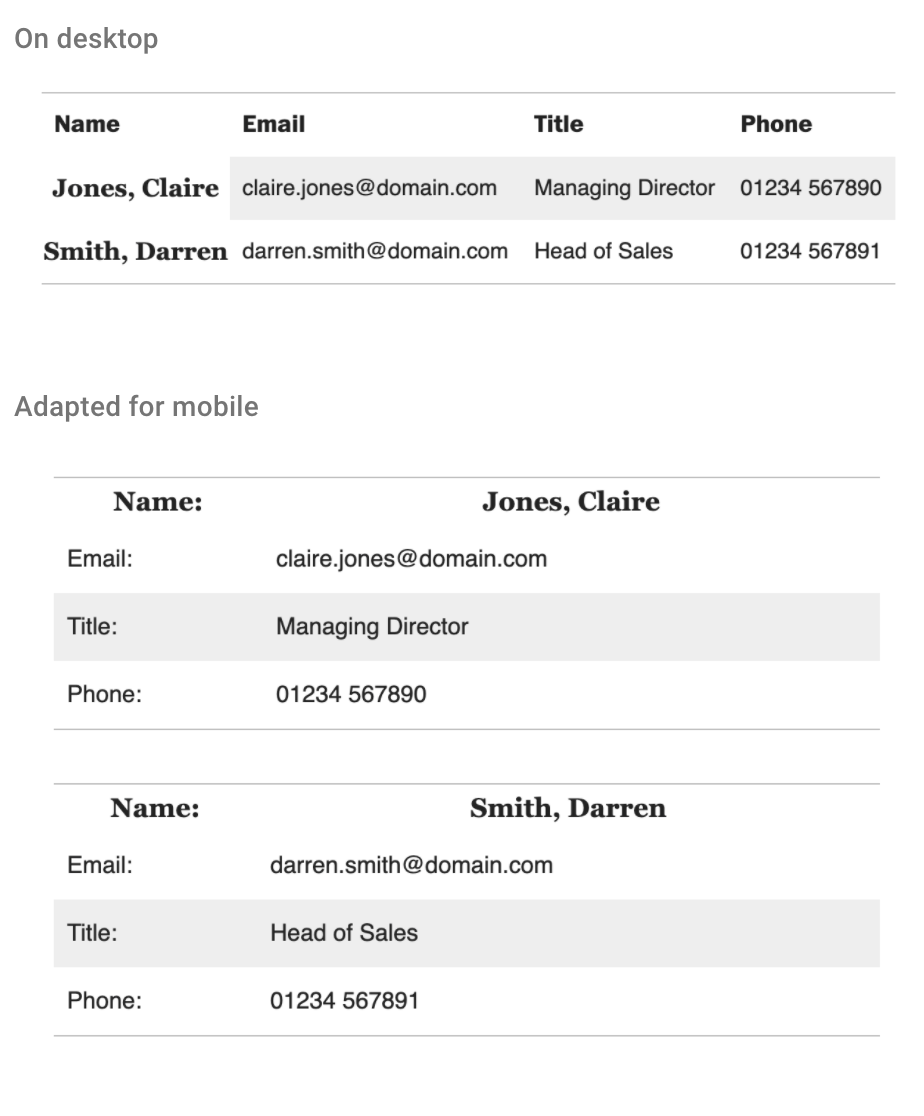 On desktop
Name Email Title Phone
Jones, Claire claire.jones@domain.com Managing Director 01234 567890
Smith, Darren darren.smith@domain.com Head of Sales 01234 567891
Adapted for mobile
Name: Jones, Claire
Email: claire.jones@domain.com
Title: Managing Director
Phone: 01234 567890
Name: Smith, Darren
Email: darren.smith@domain.com
Title: Head of Sales
Phone: 01234 567891